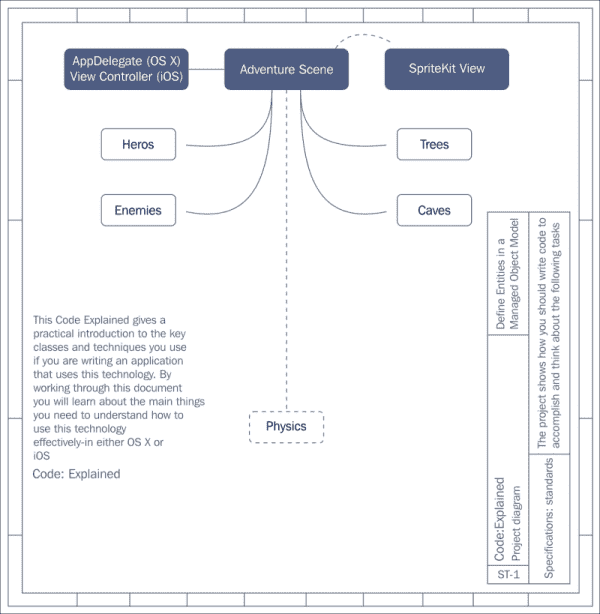 AppDelegate (OS X)
View Controller (iOS)
Adventure Scene
SpriteKit View
Heros
Trees
Enemies
Caves
This Code Explained gives a
practical introduction to the key
classes and techniques you use
if you are writing an application
that uses this technology. By
working through this document
you will learn about the main things
you need to understand how to
use this technology
effectively-in either OS X or
iOS
Code: Explained
Physics
Define Entities in a
Managed Object Model
The project shows how you should write code to
accomplish and think about the following tasks
Code:Explained
Project diagram
Specifications: standards
ST-1